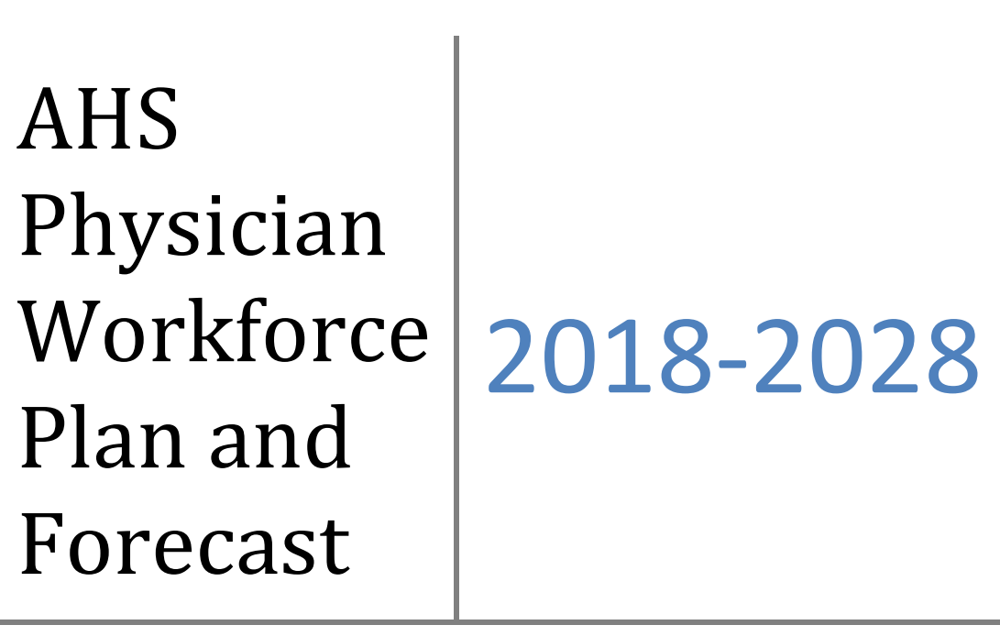 AHS
Physician
Workforce
Plan and
Forecast
2018-2028